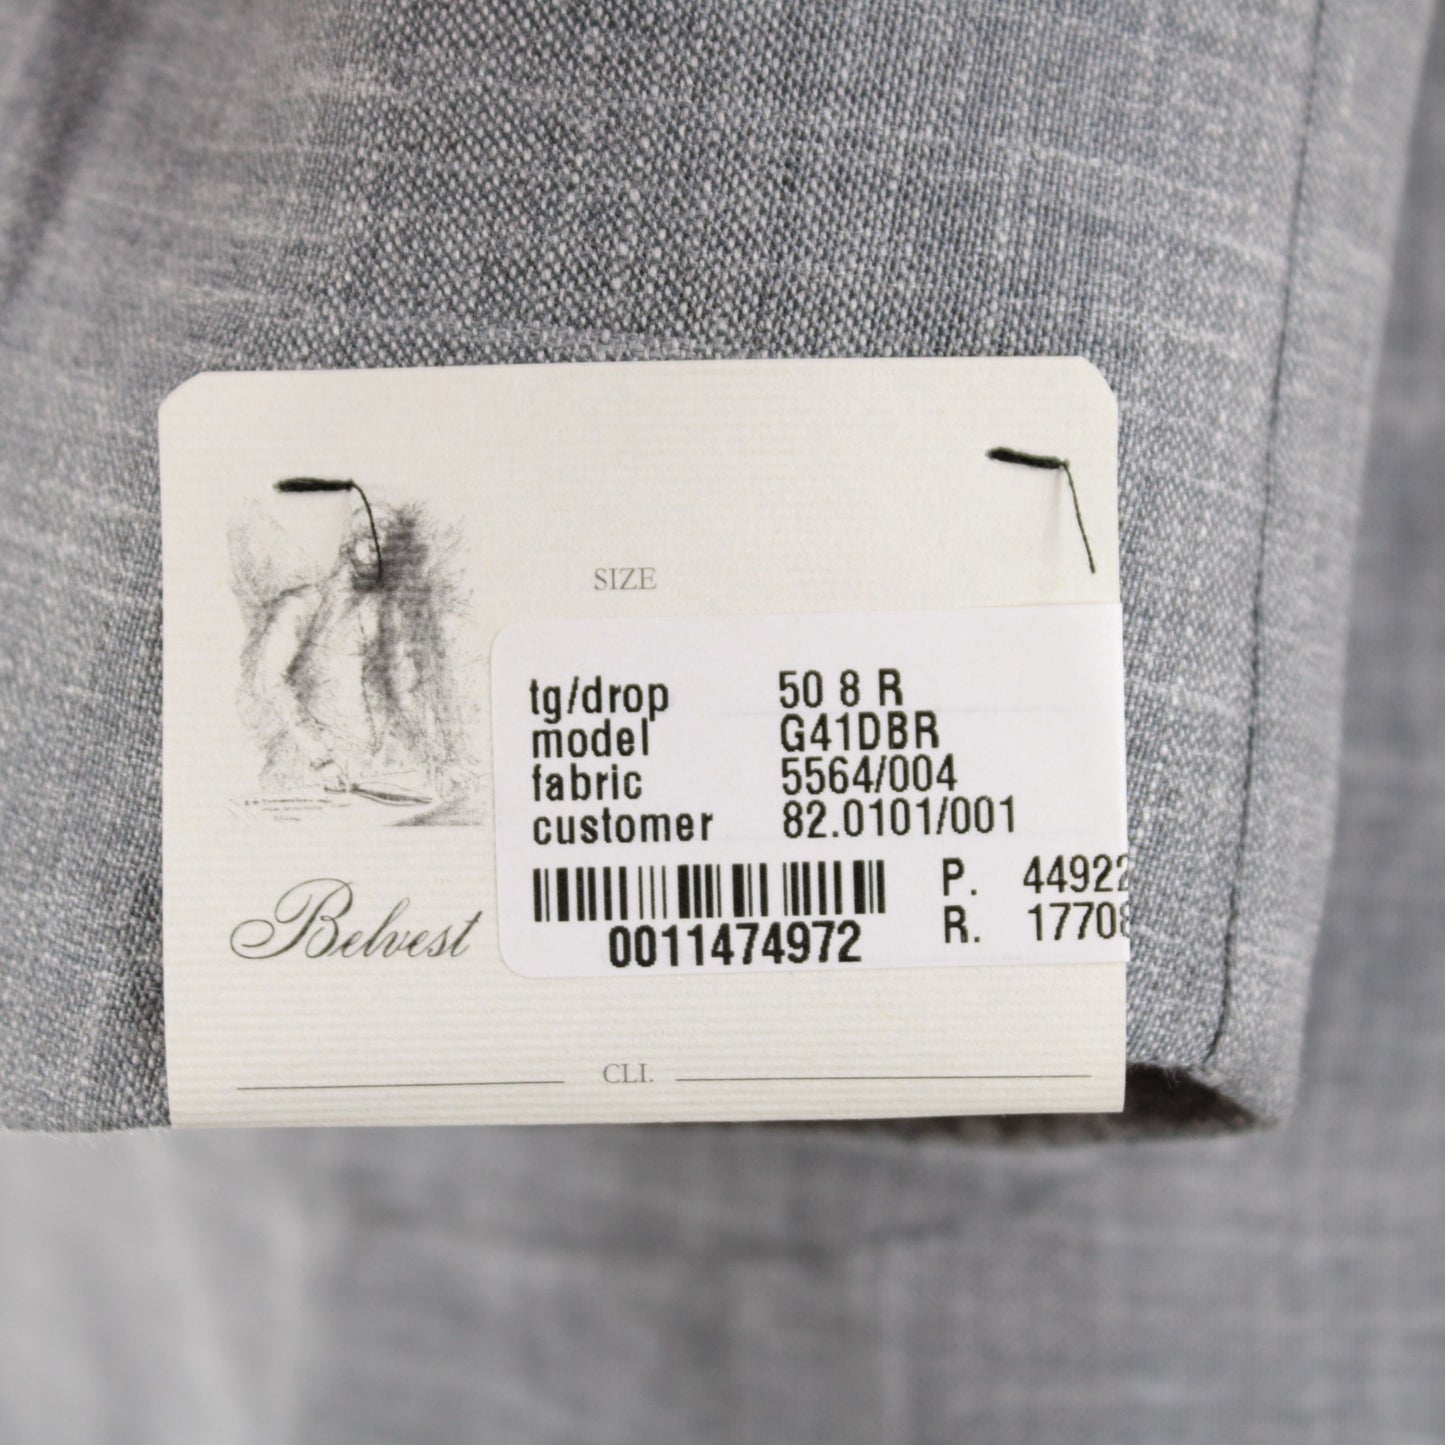 SIZE
tg/drop 50 8 R
model G41DBR
fabric 5564/004
customer 82.0101/001
P. 44922
R. 17708
0011474972
Belvest
CLI.